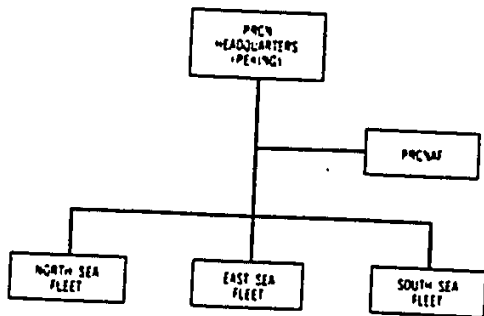 PRCN
HEADQUARTERS
(PEKING)
PRCNAF
NORTH SEA
FLEET
EAST SEA
FLEET
SOUTH SEA
FLEET